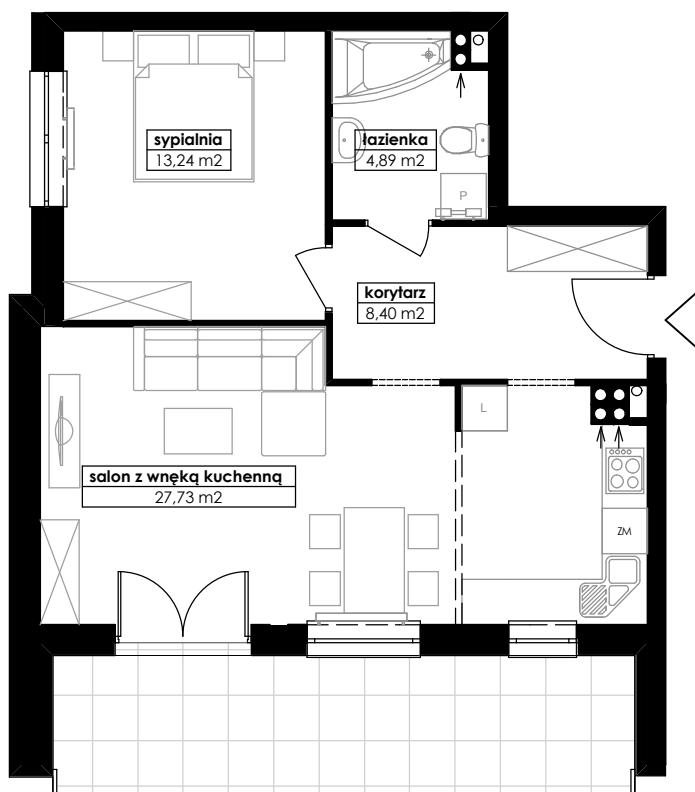 sypialnia
13,24 m2
łazienka
4,89 m2
P
korytarz
8,40 m2
L
salon z wnęką kuchenną
27,73 m2
ZM